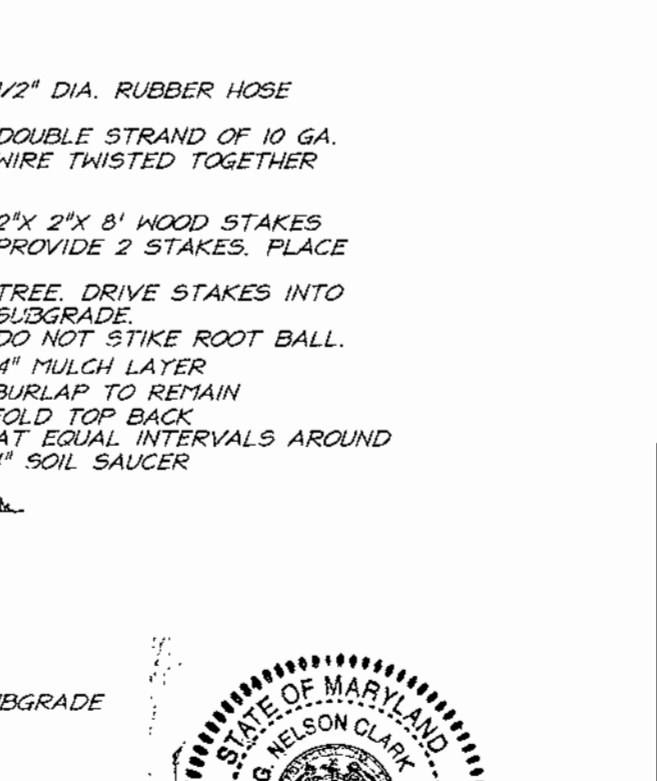 1/2" DIA. RUBBER HOSE
DOUBLE STRAND OF 10 GA.
WIRE TWISTED TOGETHER
2"X 2"X 8' WOOD STAKES
PROVIDE 2 STAKES. PLACE
TREE. DRIVE STAKES INTO
SUBGRADE.
DO NOT STIKE ROOT BALL.
4" MULCH LAYER
BURLAP TO REMAIN
FOLD TOP BACK
AT EQUAL INTERVALS AROUND
" SOIL SAUCER
BGRADE
STATE OF MARYLAND
G. NELSON CLARK